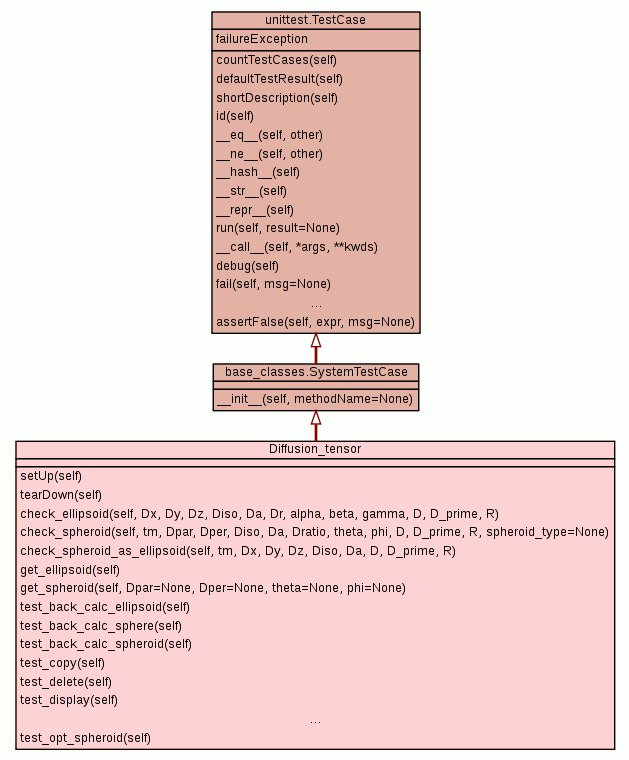 unittest.TestCase
failureException
countTestCases(self)
defaultTestResult(self)
shortDescription(self)
id(self)
__eq__(self, other)
__ne__(self, other)
__hash__(self)
__str__(self)
__repr__(self)
run(self, result=None)
__call__(self, *args, **kwds)
debug(self)
fail(self, msg=None)
...
assertFalse(self, expr, msg=None)
base_classes.SystemTestCase
__init__(self, methodName=None)
Diffusion_tensor
setUp(self)
tearDown(self)
check_ellipsoid(self, Dx, Dy, Dz, Diso, Da, Dr, alpha, beta, gamma, D, D_prime, R)
check_spheroid(self, tm, Dpar, Dper, Diso, Da, Dratio, theta, phi, D, D_prime, R, spheroid_type=None)
check_spheroid_as_ellipsoid(self, tm, Dx, Dy, Dz, Diso, Da, D, D_prime, R)
get_ellipsoid(self)
get_spheroid(self, Dpar=None, Dper=None, theta=None, phi=None)
test_back_calc_ellipsoid(self)
test_back_calc_sphere(self)
test_back_calc_spheroid(self)
test_copy(self)
test_delete(self)
test_display(self)
...
test_opt_spheroid(self)